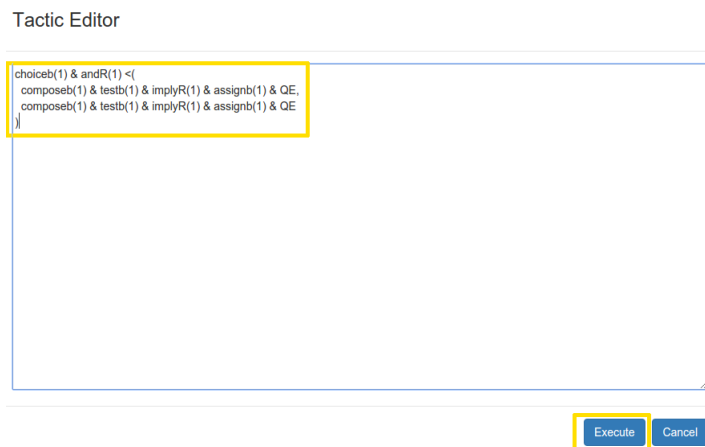 Tactic Editor
choiceb(1) & andR(1) <(
composeb(1) & testb(1) & implyR(1) & assignb(1) & QE,
composeb(1) & testb(1) & implyR(1) & assignb(1) & QE
)
Execute Cancel